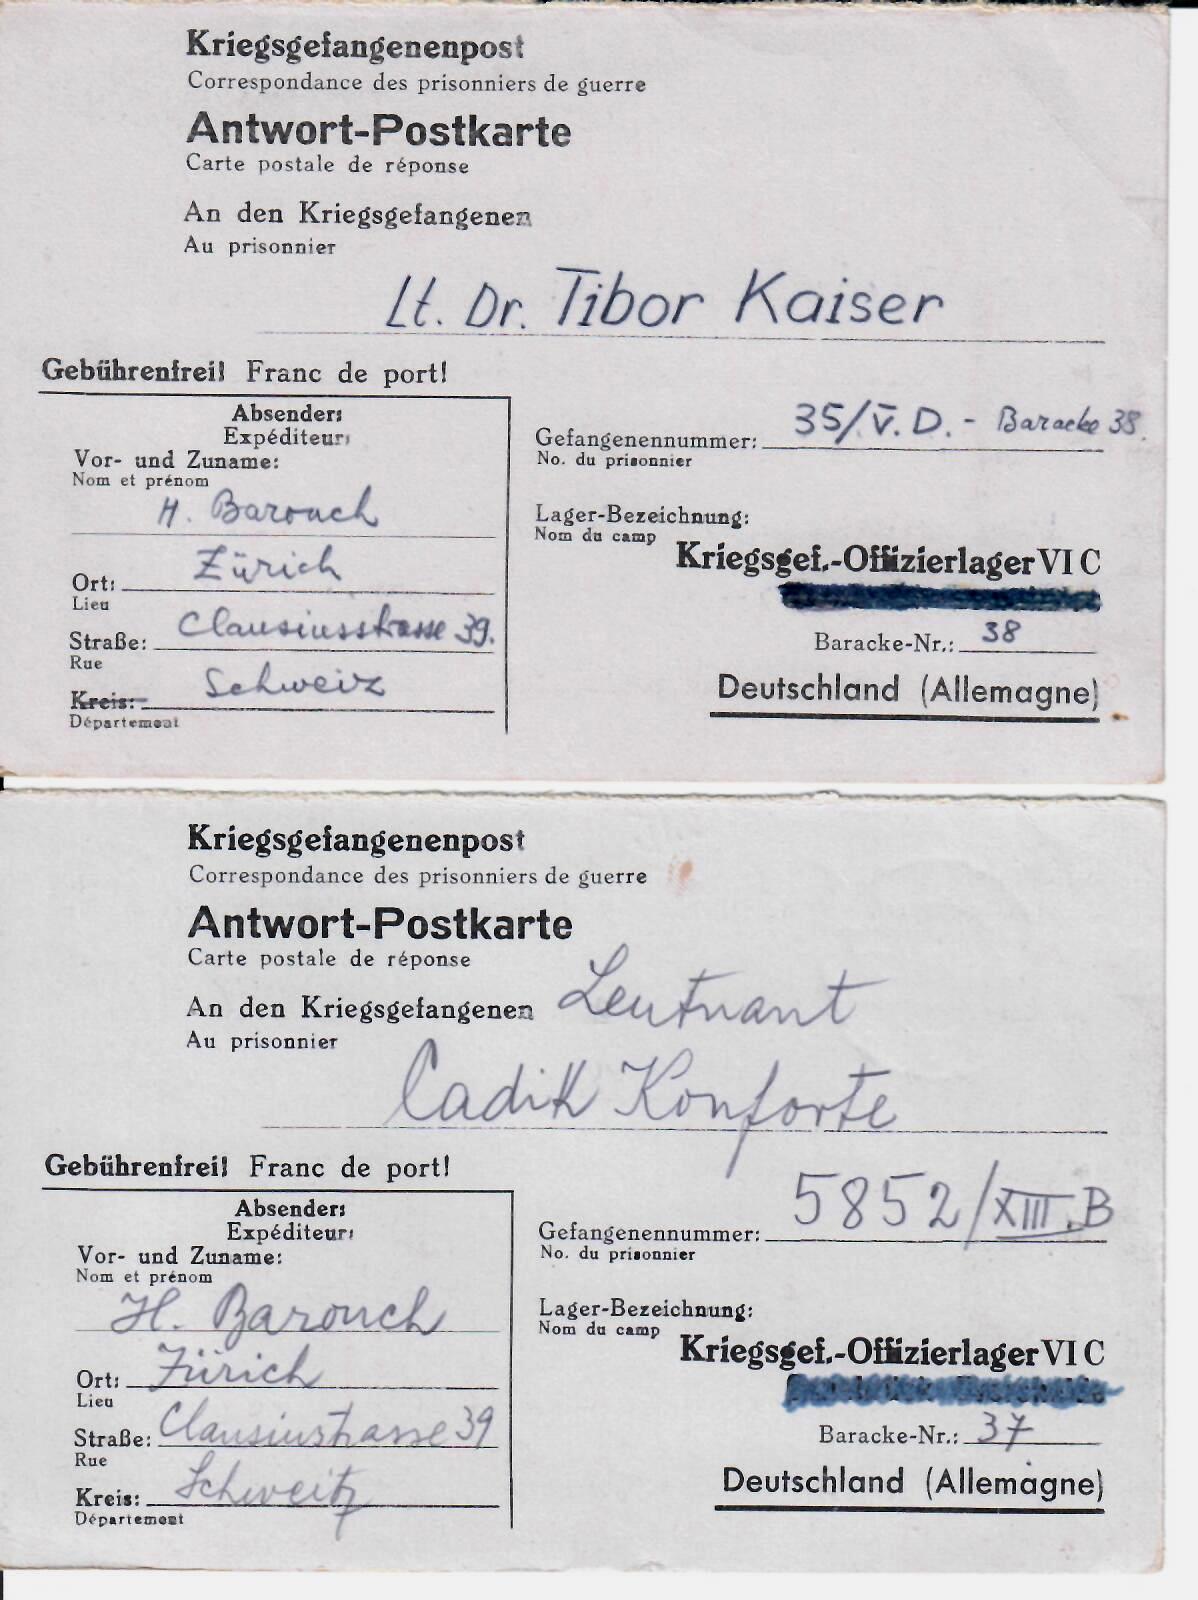 Kriegsgefangenenpost
Correspondance des prisonniers de guerre
Antwort-Postkarte
Carte postale de réponse
An den Kriegsgefangenen
Au prisonnier
Lt. Dr. Tibor Kaiser
Gebührenfrei! Franc de port!
Absender:
Expéditeur:
Vor- und Zuname:
Nom et prénom
H. Barouch
Ort: Zürich
Lieu
Straße: Clausiusstrasse 39.
Rue
Kreis: Schweiz
Département
Gefangenennummer: 35/V. D. - Baracke 38.
No. du prisonnier
Lager-Bezeichnung:
Nom du camp
Kriegsgef.-Offizierlager VI C
Baracke-Nr.: 38
Deutschland (Allemagne)
Kriegsgefangenenpost
Correspondance des prisonniers de guerre
Antwort-Postkarte
Carte postale de réponse
An den Kriegsgefangenen Leutnant
Au prisonnier
Cadik Konforte
Gebührenfrei! Franc de port!
Absender:
Expéditeur:
Vor- und Zuname:
Nom et prénom
H. Barouch
Ort: Zürich
Lieu
Straße: Clausiustrasse 39
Rue
Kreis: Schweitz
Département
Gefangenennummer: 5852/XIII.B
No. du prisonnier
Lager-Bezeichnung:
Nom du camp
Kriegsgef.-Offizierlager VI C
Baracke-Nr.: 37
Deutschland (Allemagne)